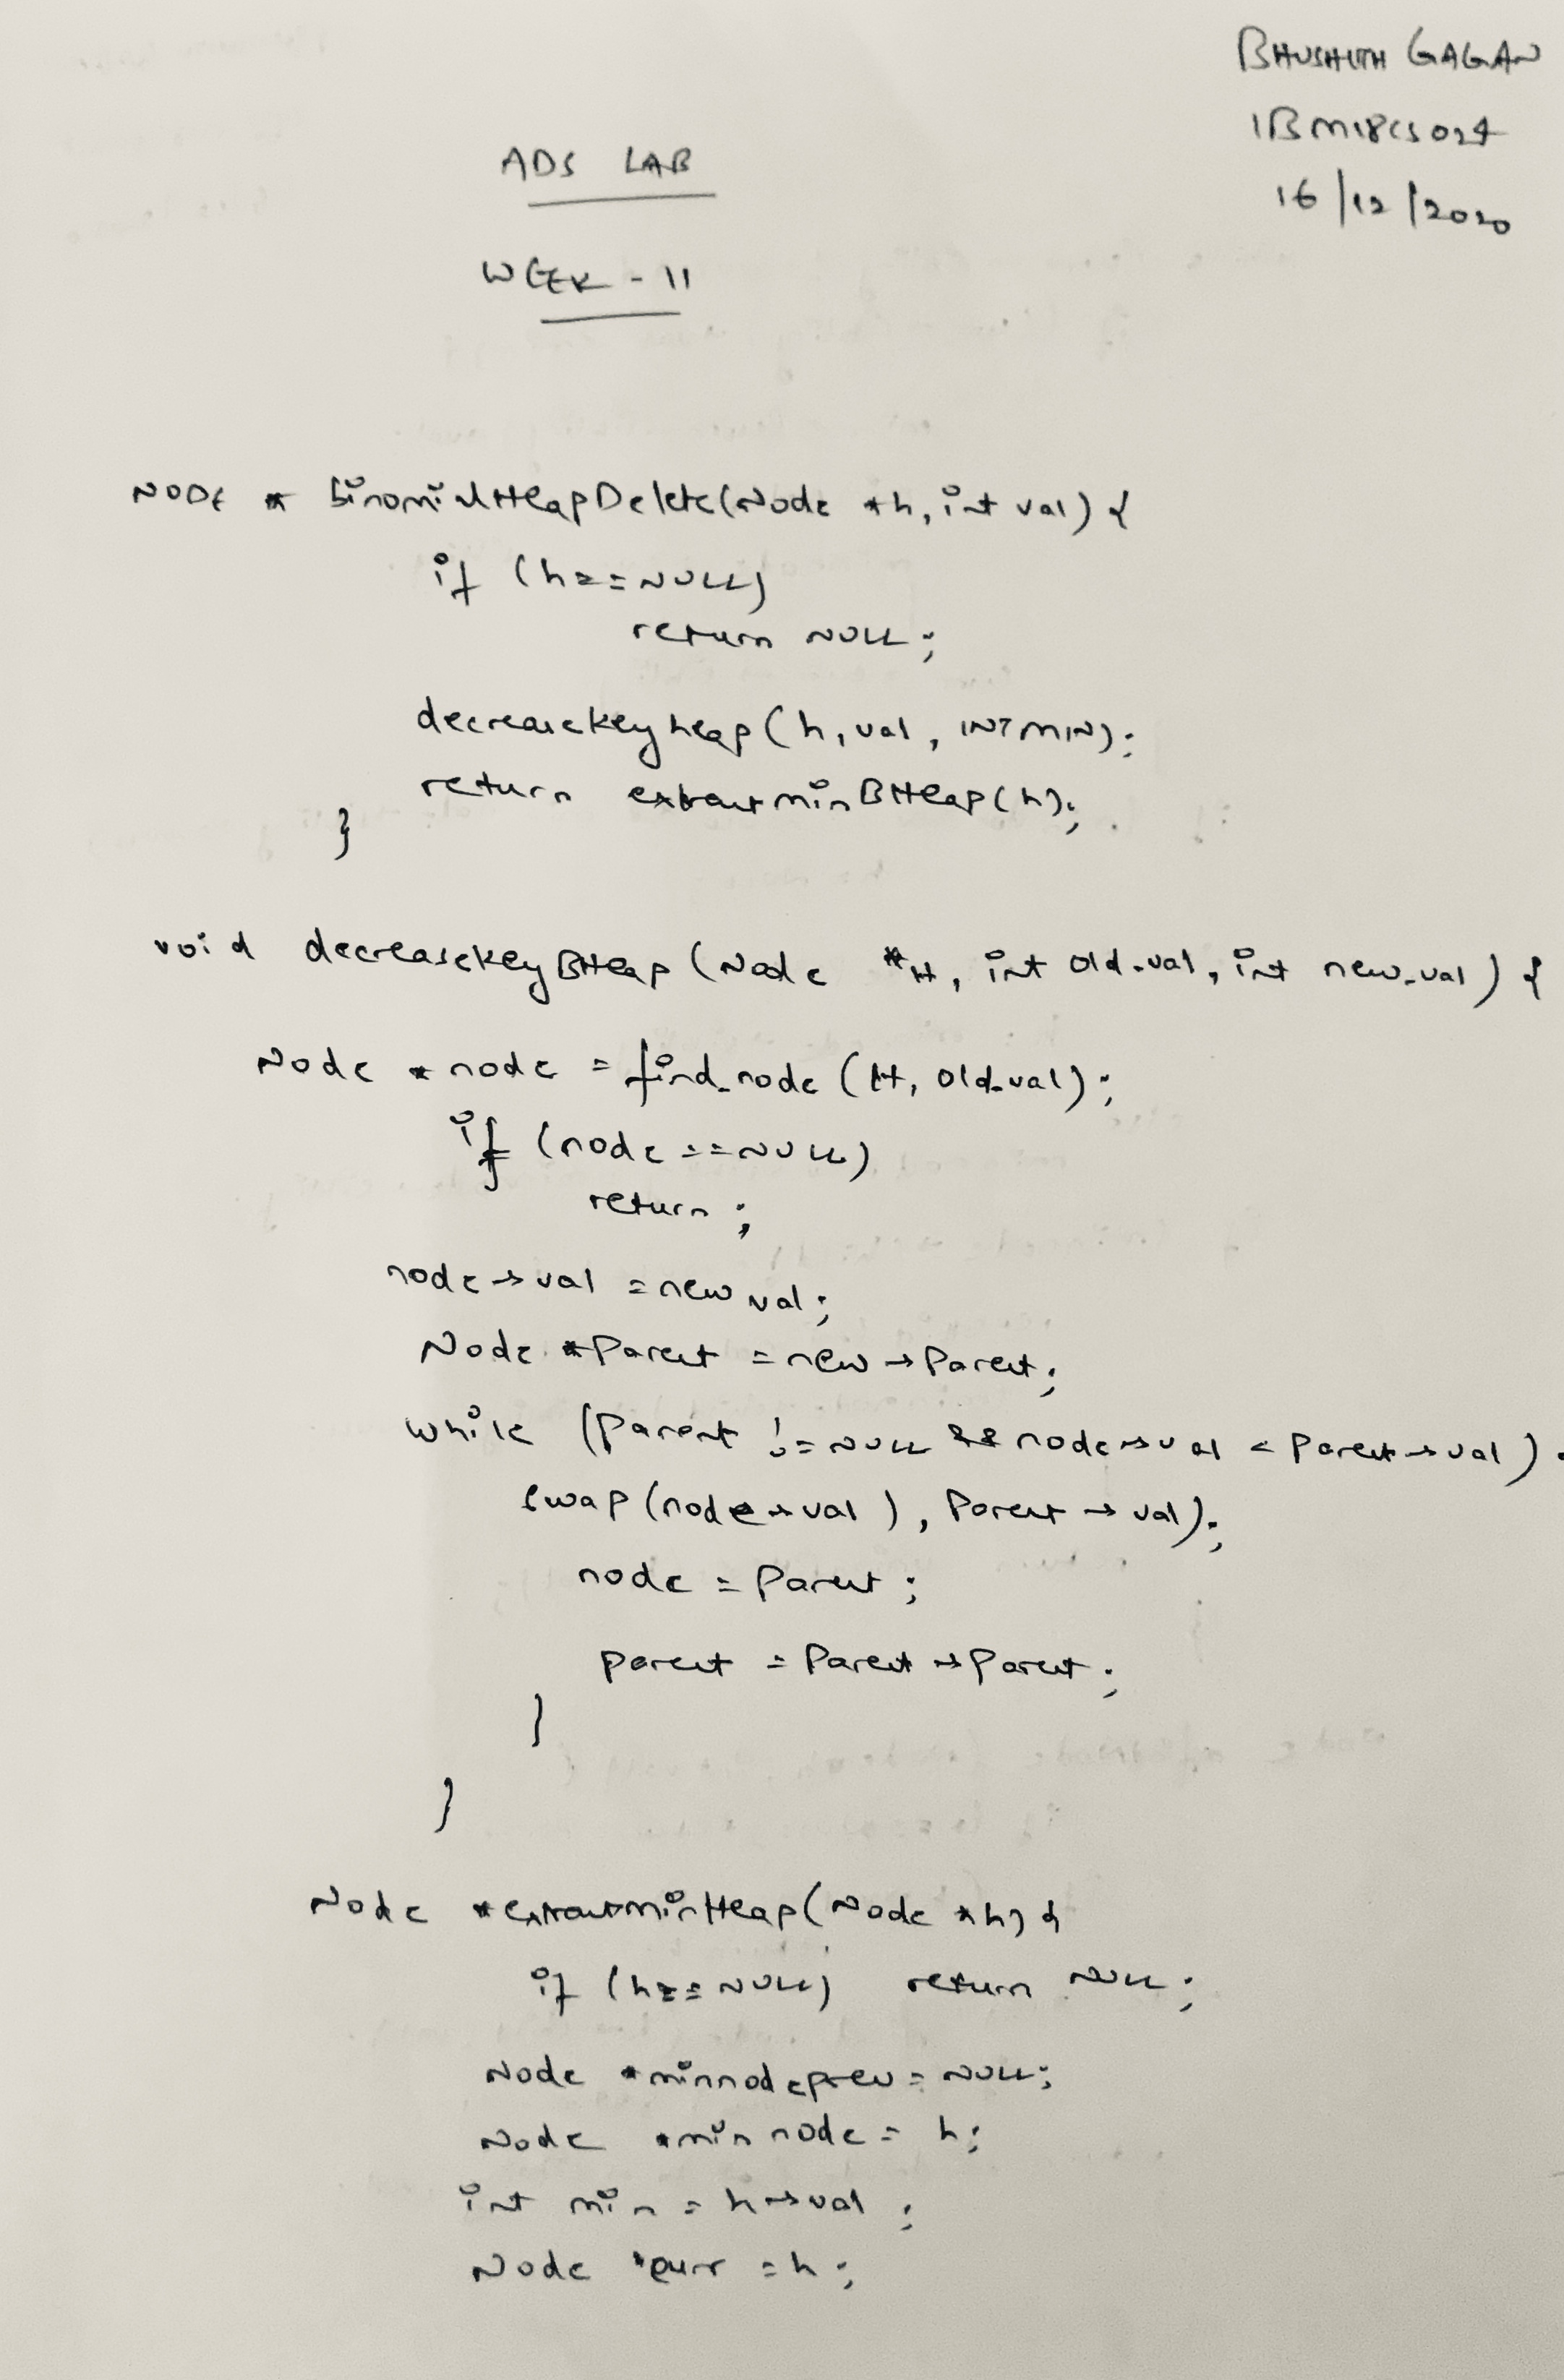 BHUSHITH GAGAN
1BM18CS024
16/12/2020
ADS LAB
WEEK - 11
NODE * binomialHeapDelete(Node *h, int val) {
if (h==NULL)
return NULL;
decreasekeyheap(h, val, INTMIN);
return extractminBHeap(h);
}
void decreasekeyBHeap (Node *H, int old_val, int new_val) {
Node *node = find_node (H, old_val);
if (node ==NULL)
return ;
node→val = new val;
Node *Parent = new→Parent;
while (Parent != NULL && node→val < Parent→val)
swap(node→val), Parent→val);
node = Parent ;
parent = Parent→Parent;
}
}
Node *extractminHeap(Node *h) {
if (h==NULL) return NULL;
Node *minnodeprev = NULL;
Node *min node = h;
int min = h→val ;
Node *curr = h;